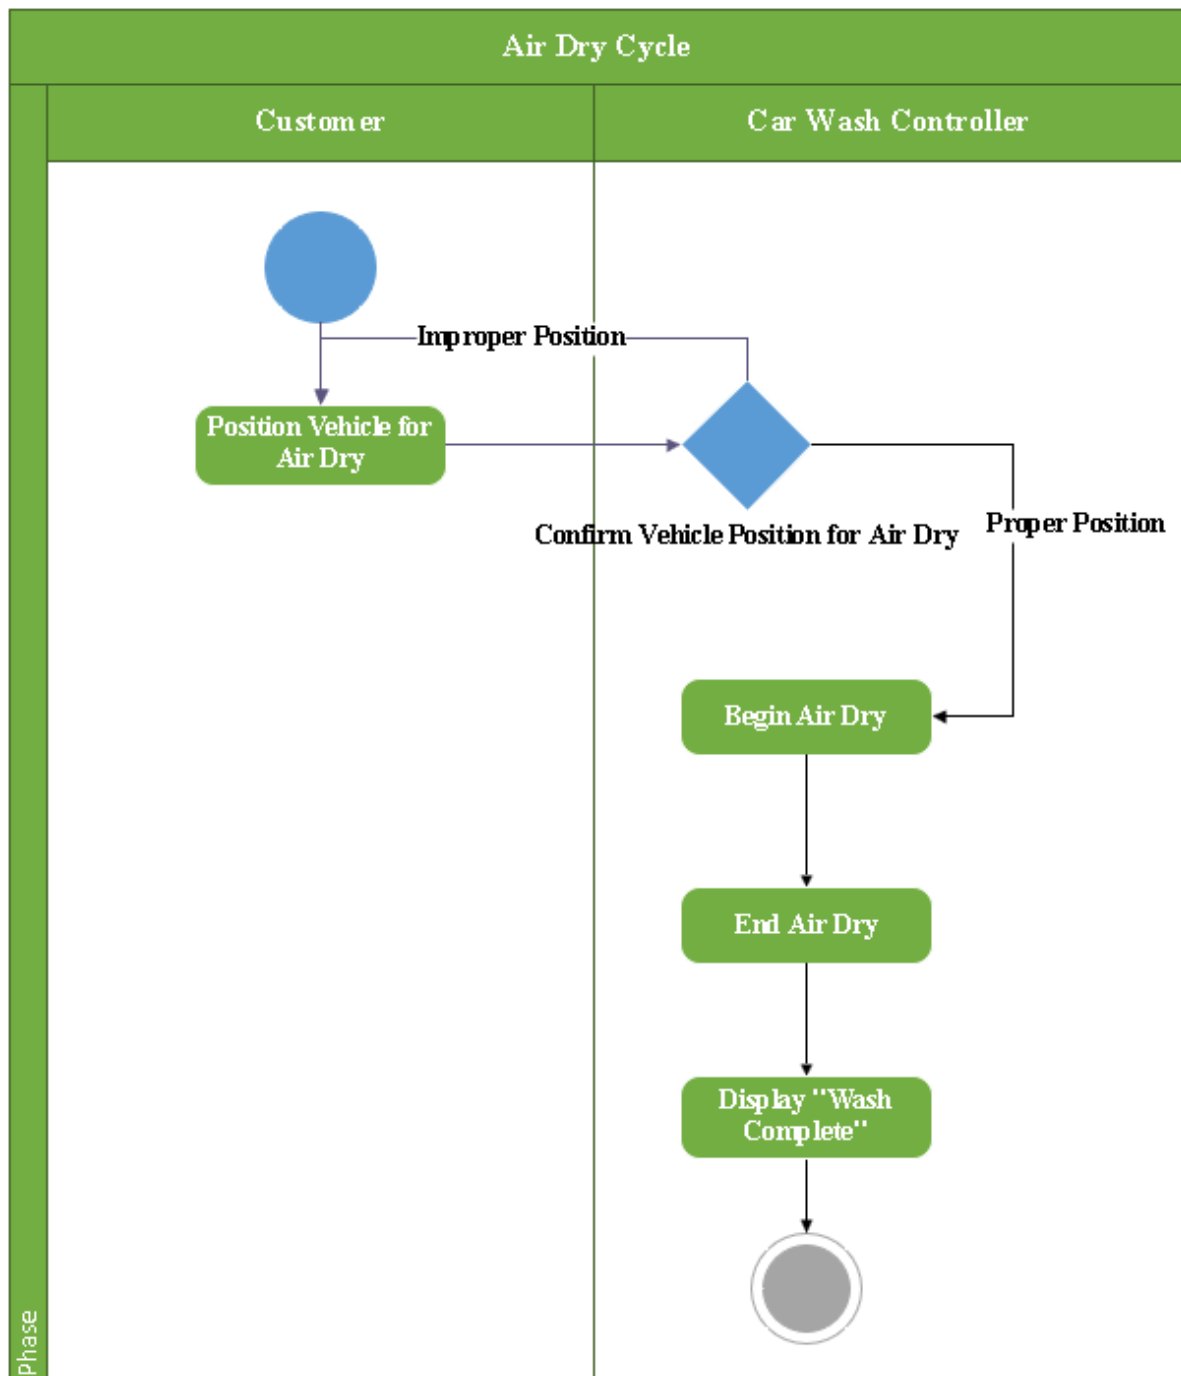 Air Dry Cycle
Customer
Car Wash Controller
Improper Position
Position Vehicle for
Air Dry
Confirm Vehicle Position for Air Dry
Proper Position
Begin Air Dry
End Air Dry
Display "Wash
Complete"
Phase